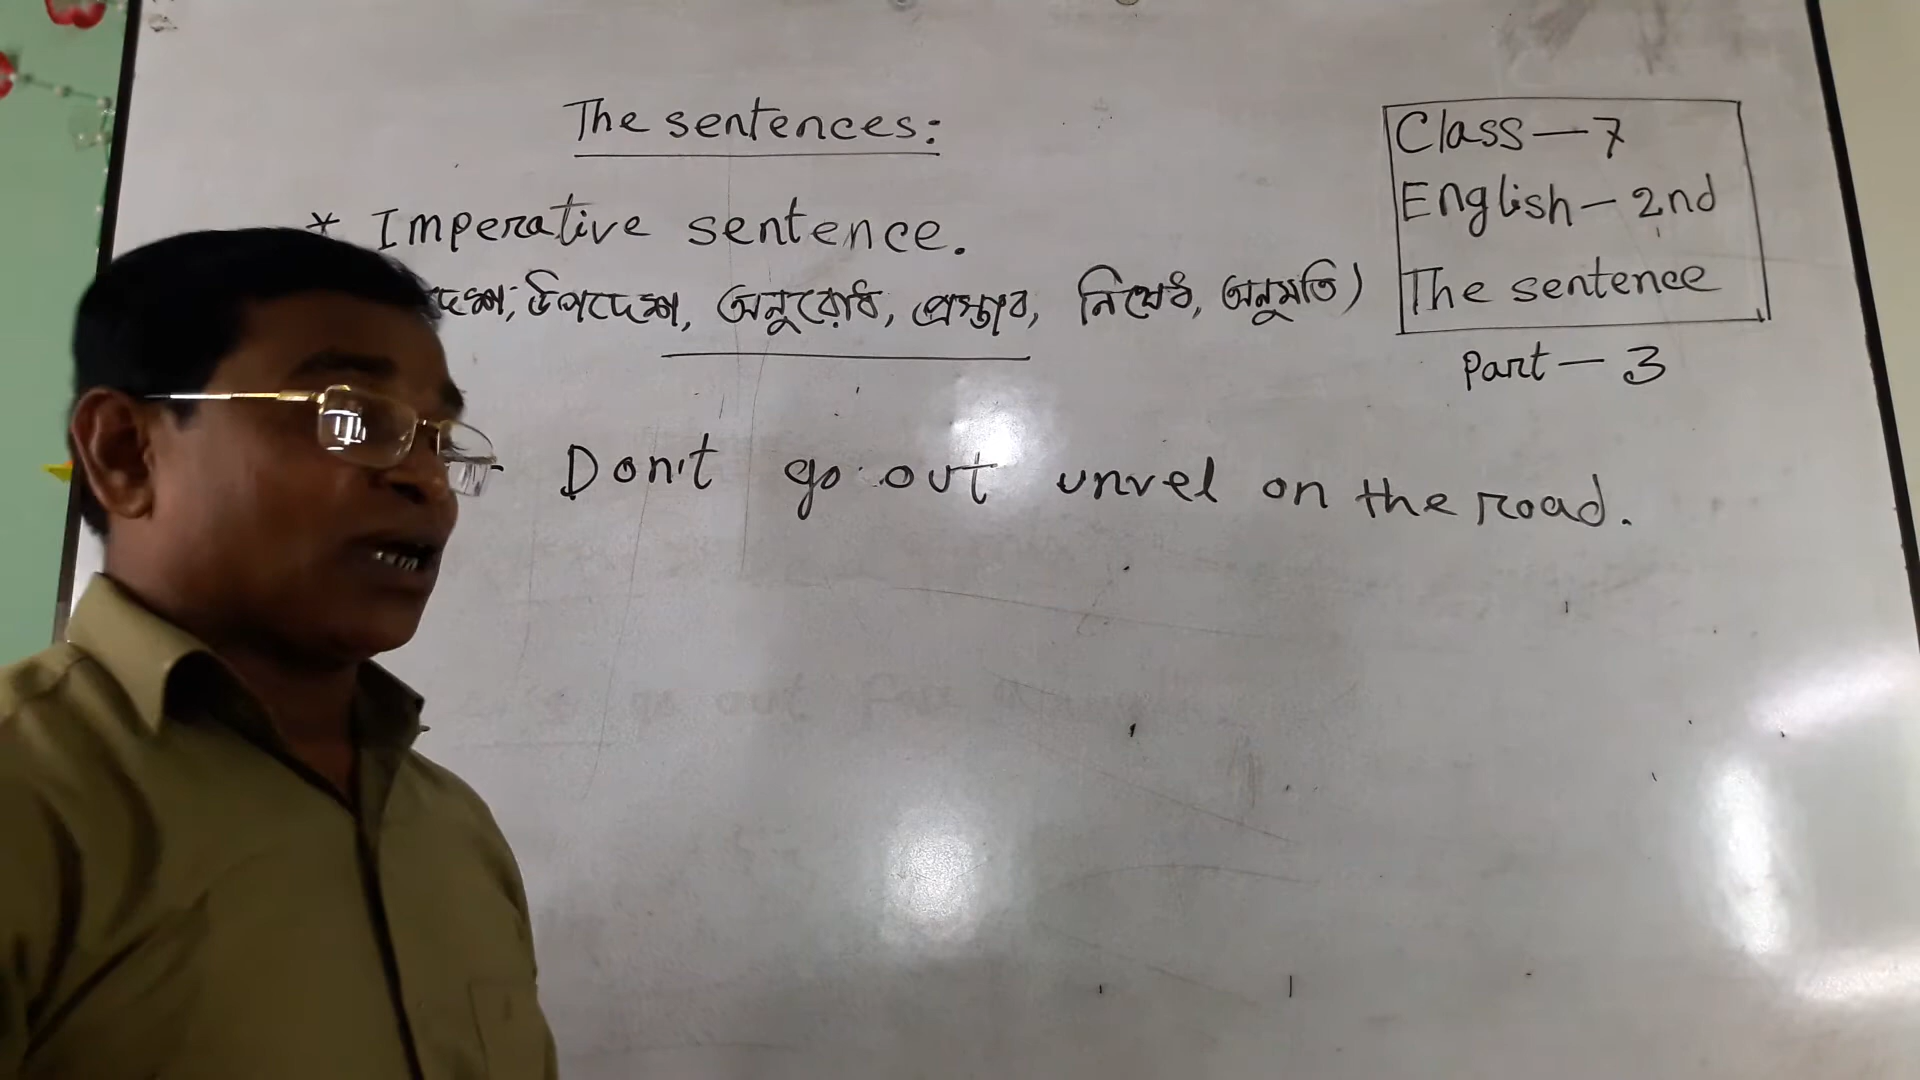 The sentences:
* Imperative sentence.
উপদেশ, অনুরোধ, প্রস্তাব, নিষেধ, অনুমতি)
Don't go out unvel on the road.
Class — 7
English — 2nd
The sentence
Part — 3